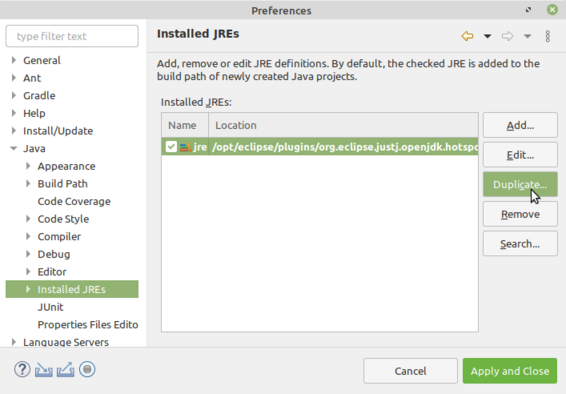 Preferences
type filter text
General
Ant
Gradle
Help
Install/Update
Java
Appearance
Build Path
Code Coverage
Code Style
Compiler
Debug
Editor
Installed JREs
JUnit
Properties Files Edito
Language Servers
Installed JREs
Add, remove or edit JRE definitions. By default, the checked JRE is added to the
build path of newly created Java projects.
Installed JREs:
Name Location
jre /opt/eclipse/plugins/org.eclipse.justj.openjdk.hotspo
Add...
Edit...
Duplicate...
Remove
Search...
Cancel
Apply and Close